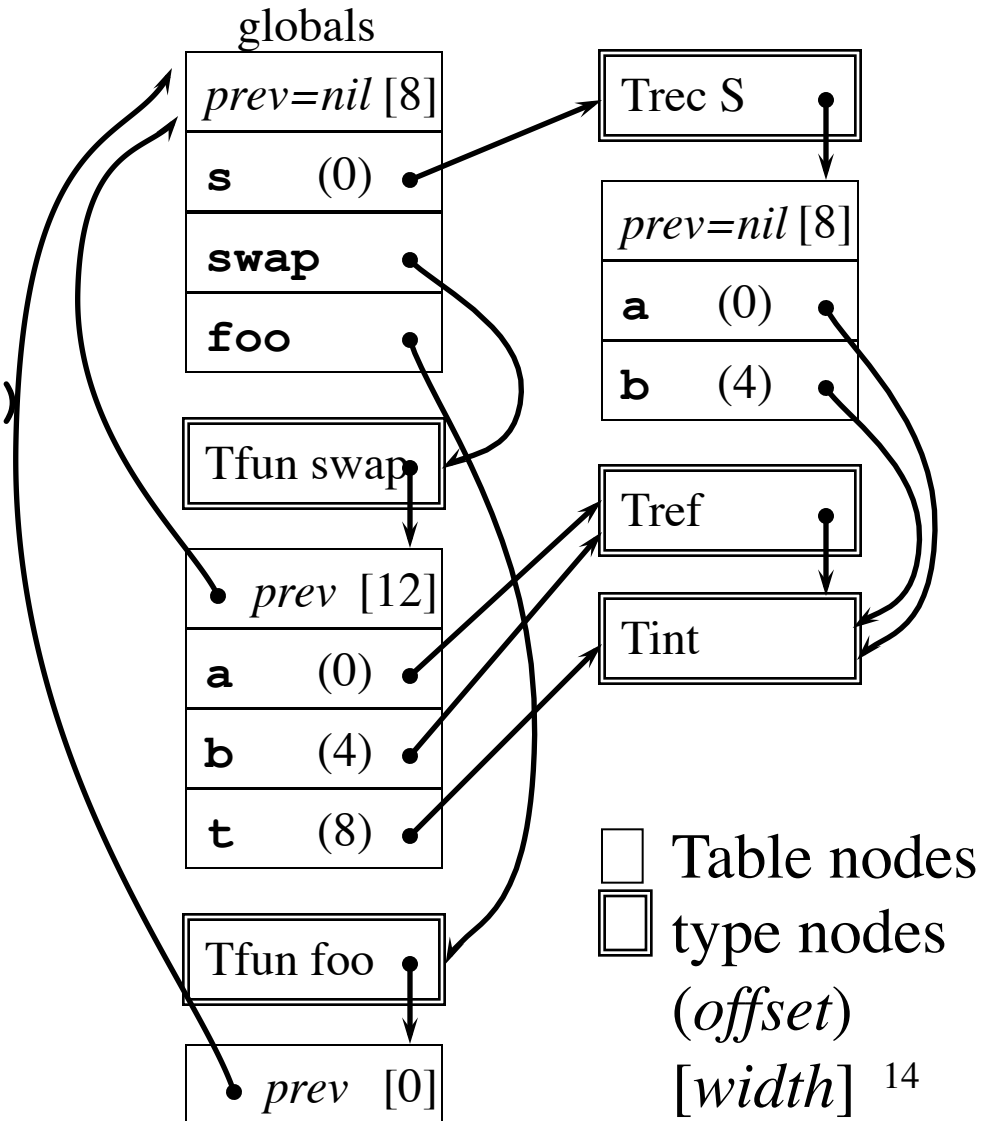 globals
prev=nil [8]
s (0)
swap
foo
Tfun swap
prev [12]
a (0)
b (4)
t (8)
Tfun foo
prev [0]
)
Trec S
prev=nil [8]
a (0)
b (4)
Tref
Tint
Table nodes
type nodes
(offset)
[width] 14